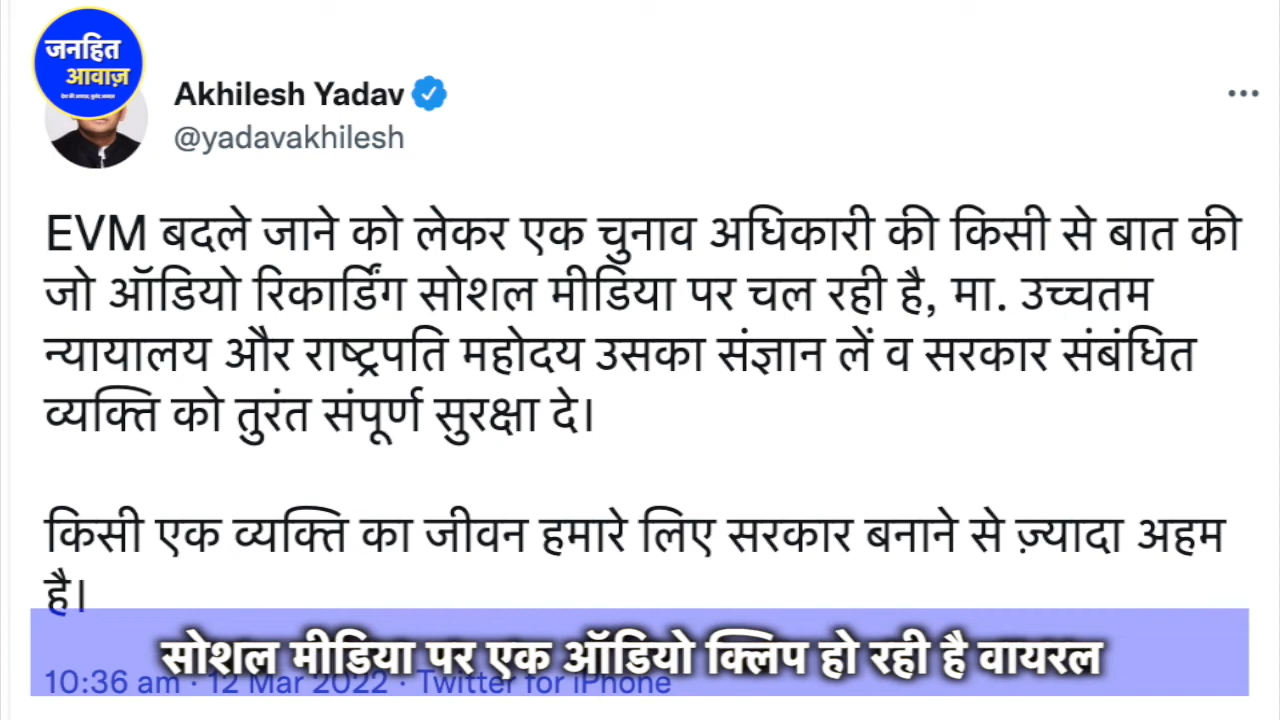 जनहित
आवाज़
Akhilesh Yadav
@yadavakhilesh
EVM बदले जाने को लेकर एक चुनाव अधिकारी की किसी से बात की
जो ऑडियो रिकार्डिंग सोशल मीडिया पर चल रही है, मा. उच्चतम
न्यायालय और राष्ट्रपति महोदय उसका संज्ञान लें व सरकार संबंधित
व्यक्ति को तुरंत संपूर्ण सुरक्षा दे।
किसी एक व्यक्ति का जीवन हमारे लिए सरकार बनाने से ज़्यादा अहम
है।
सोशल मीडिया पर एक ऑडियो क्लिप हो रही है वायरल
10:36 am · 12 Mar 2022 · Twitter for iPhone